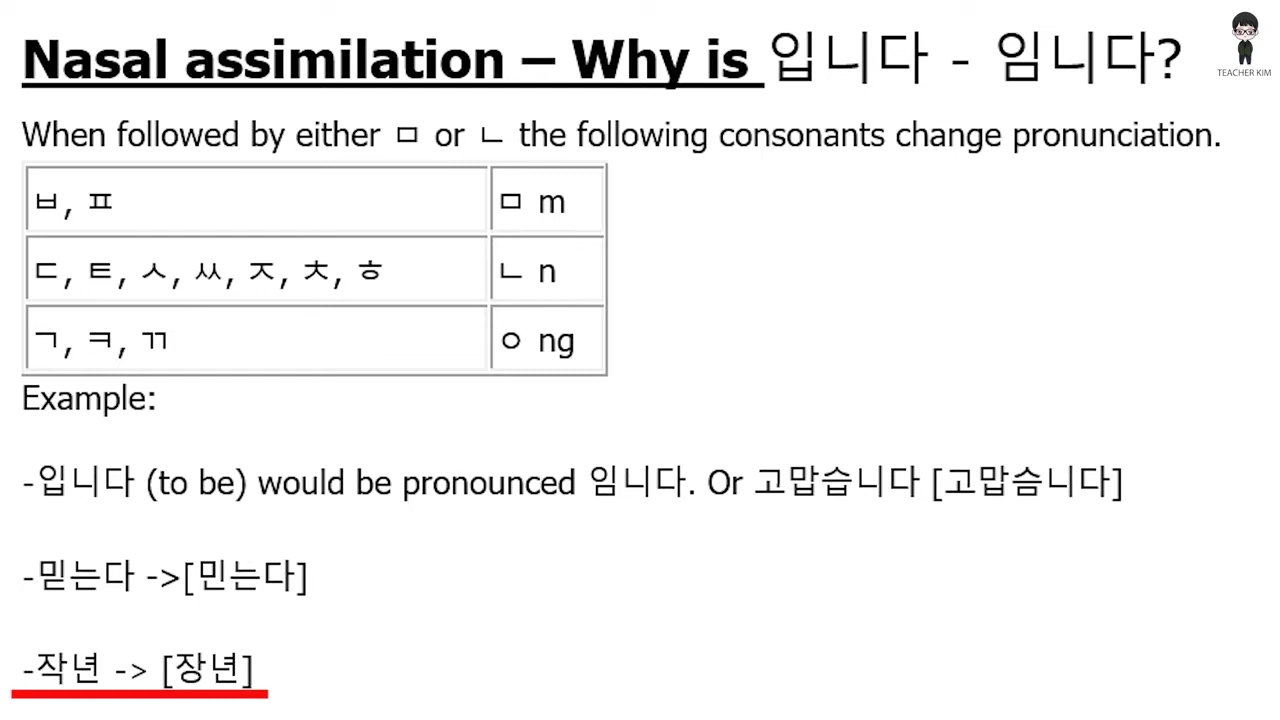 Nasal assimilation – Why is 입니다 - 임니다?
TEACHER KIM
When followed by either ㅁ or ㄴ the following consonants change pronunciation.
ㅂ, ㅍ ㅁ m
ㄷ, ㅌ, ㅅ, ㅆ, ㅈ, ㅊ, ㅎ ㄴ n
ㄱ, ㅋ, ㄲ ㅇ ng
Example:
-입니다 (to be) would be pronounced 임니다. Or 고맙습니다 [고맙슴니다]
-믿는다 ->[민는다]
-작년 -> [장년]